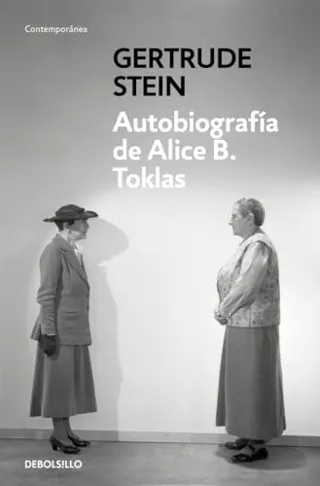 Contemporánea
GERTRUDE
STEIN
Autobiografía
de Alice B.
Toklas
DEBOLSILLO